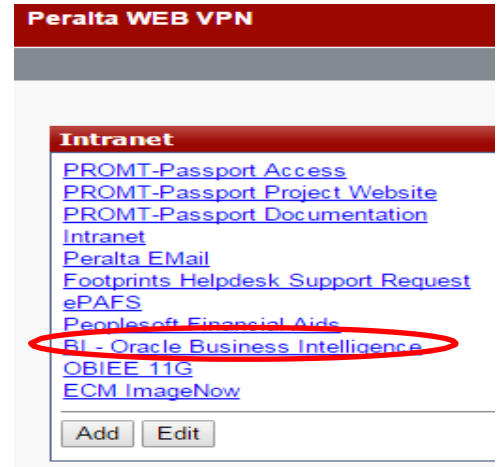 Peralta WEB VPN
Intranet
PROMT-Passport Access
PROMT-Passport Project Website
PROMT-Passport Documentation
Intranet
Peralta EMail
Footprints Helpdesk Support Request
ePAFS
Peoplesoft Financial Aids
BI - Oracle Business Intelligence
OBIEE 11G
ECM ImageNow
Add Edit